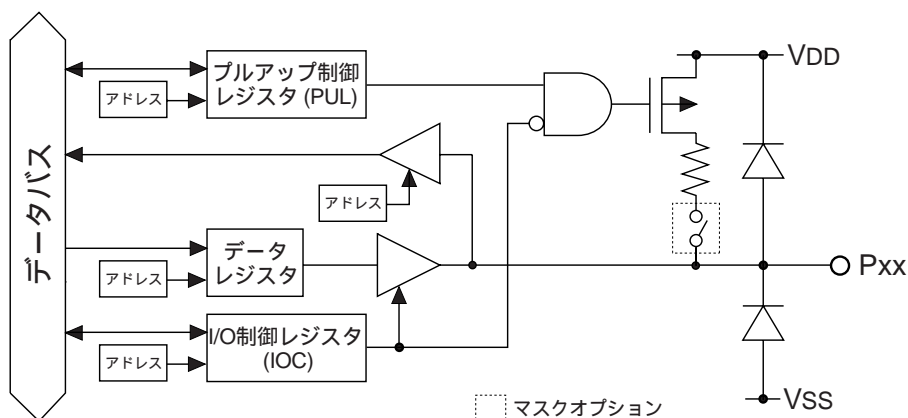 プルアップ制御
レジスタ (PUL)
アドレス
VDD
データバス
アドレス
データ
レジスタ
アドレス
Pxx
I/O制御レジスタ
(IOC)
アドレス
VSS
マスクオプション